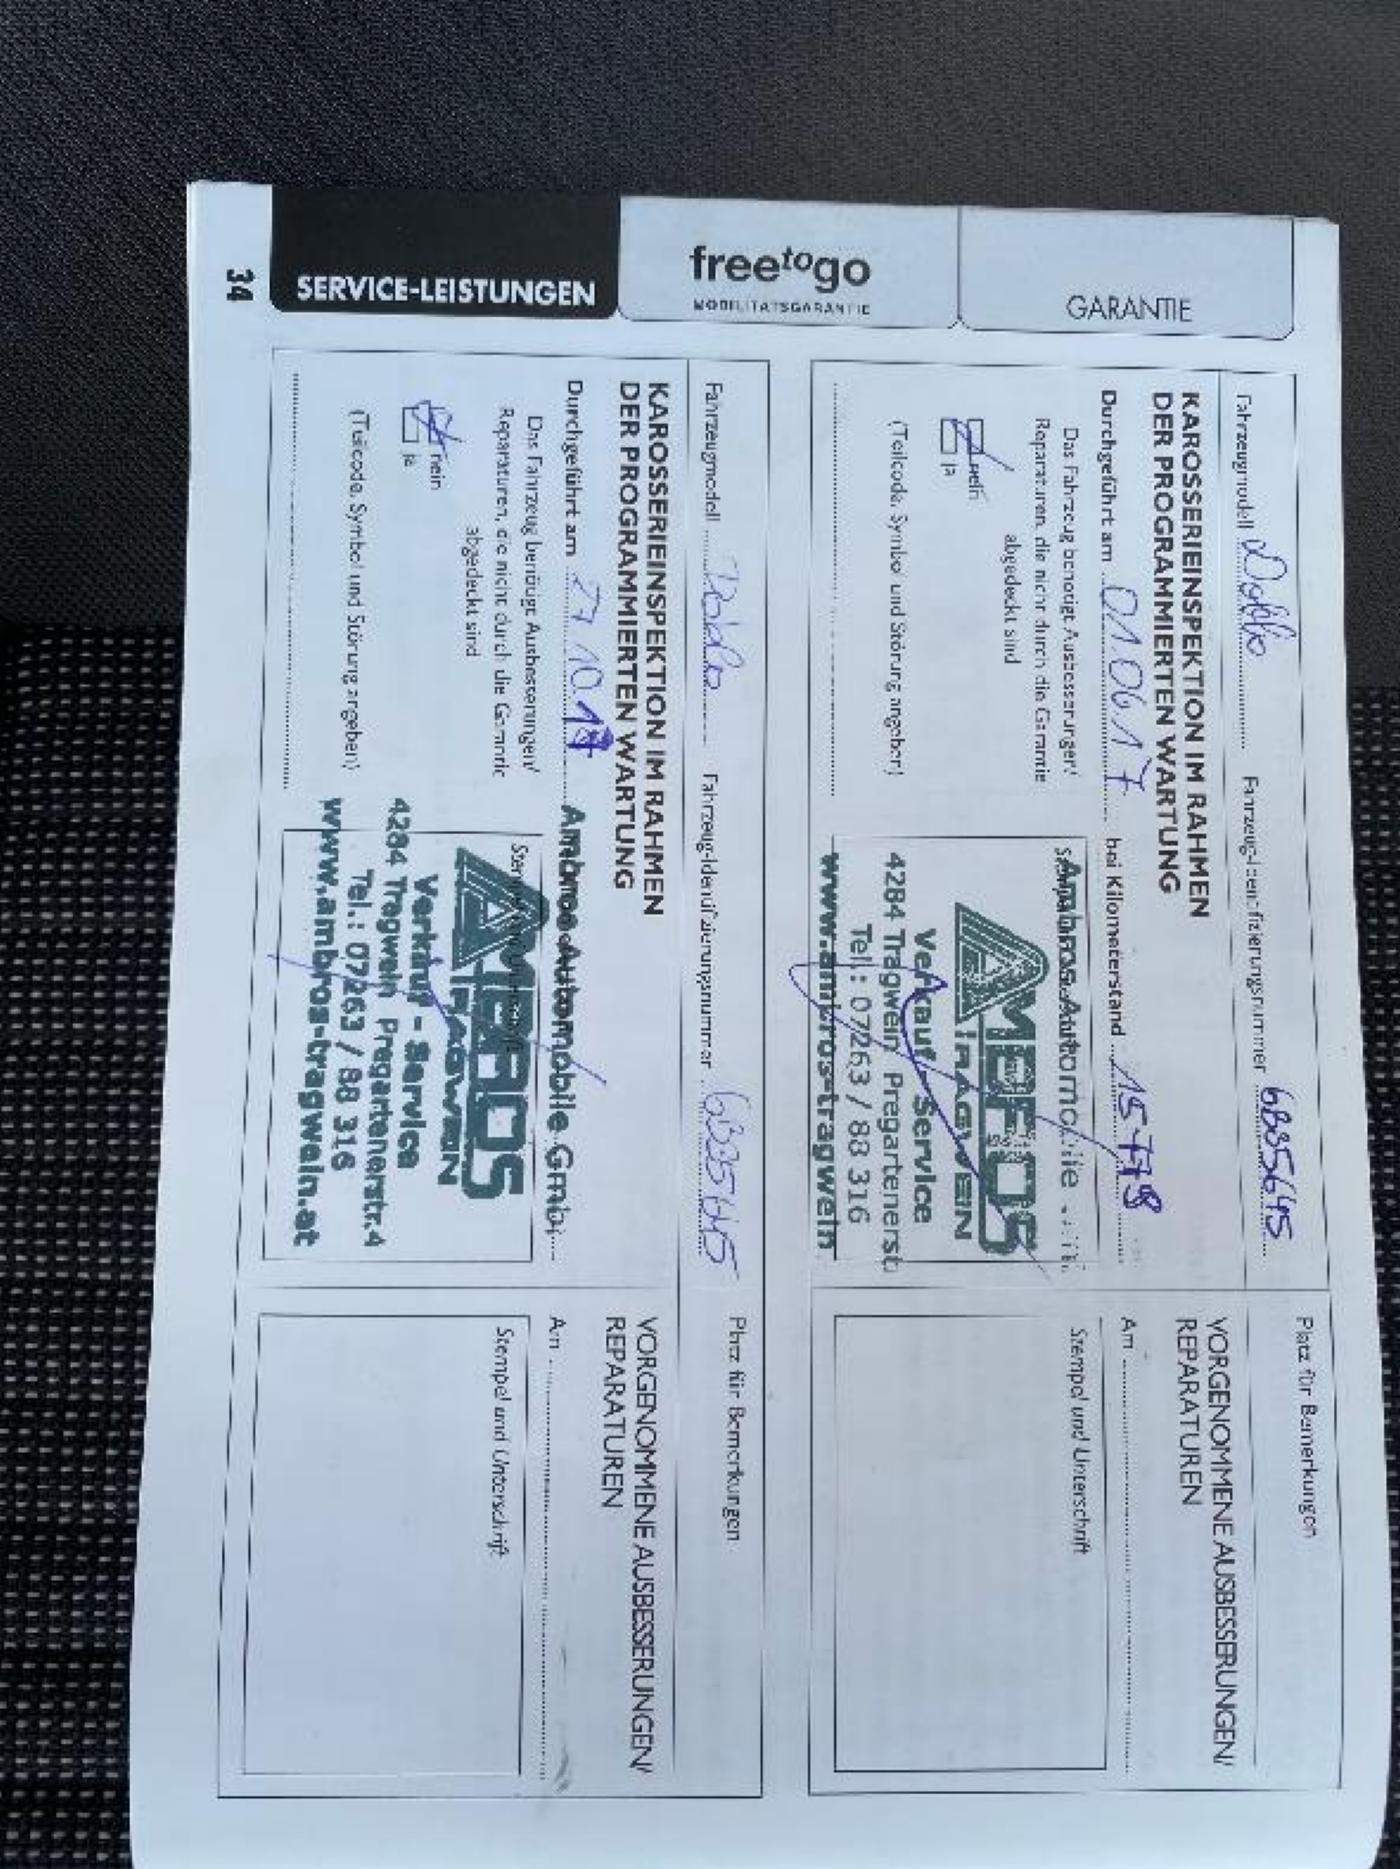 GARANTIE
freetogo
MOBILITÄTSGARANTIE
SERVICE-LEISTUNGEN
34
Fahrzeugmodell Doblo Fahrzeug-Identifizierungsnummer 6B35645
KAROSSERIEINSPEKTION IM RAHMEN
DER PROGRAMMIERTEN WARTUNG
Durchgeführt am 01.06.17 bei Kilometerstand 15778
Das Fahrzeug benötigt Ausbesserungen/
Reparaturen, die nicht durch die Garantie
abgedeckt sind
nein
ja
(Teilcode, Symbol und Störung angeben)
Ambros Automobile
AMBROS
TRAGWEIN
Verkauf - Service
4284 Tragwein Pregartenerst
Tel.: 07263 / 88 316
www.ambros-tragwein
Platz für Bemerkungen
VORGENOMMENE AUSBESSERUNGEN/
REPARATUREN
Am
Stempel und Unterschrift
Fahrzeugmodell Doblo Fahrzeug-Identifizierungsnummer 6B35645
KAROSSERIEINSPEKTION IM RAHMEN
DER PROGRAMMIERTEN WARTUNG
Durchgeführt am 27.10.
Das Fahrzeug benötigt Ausbesserungen/
Reparaturen, die nicht durch die Garantie
abgedeckt sind
nein
ja
(Teilcode, Symbol und Störung angeben)
Ambros Automobile GmbH
AMBROS
TRAGWEIN
Verkauf - Service
4284 Tragwein Pregartenerstr.4
Tel.: 07263 / 88 316
www.ambros-tragwein.at
Platz für Bemerkungen
VORGENOMMENE AUSBESSERUNGEN/
REPARATUREN
Am
Stempel und Unterschrift